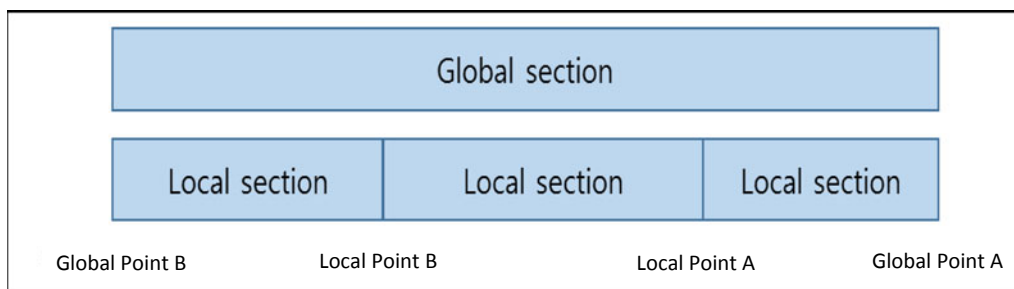 Global section
Local section Local section Local section
Global Point B Local Point B Local Point A Global Point A